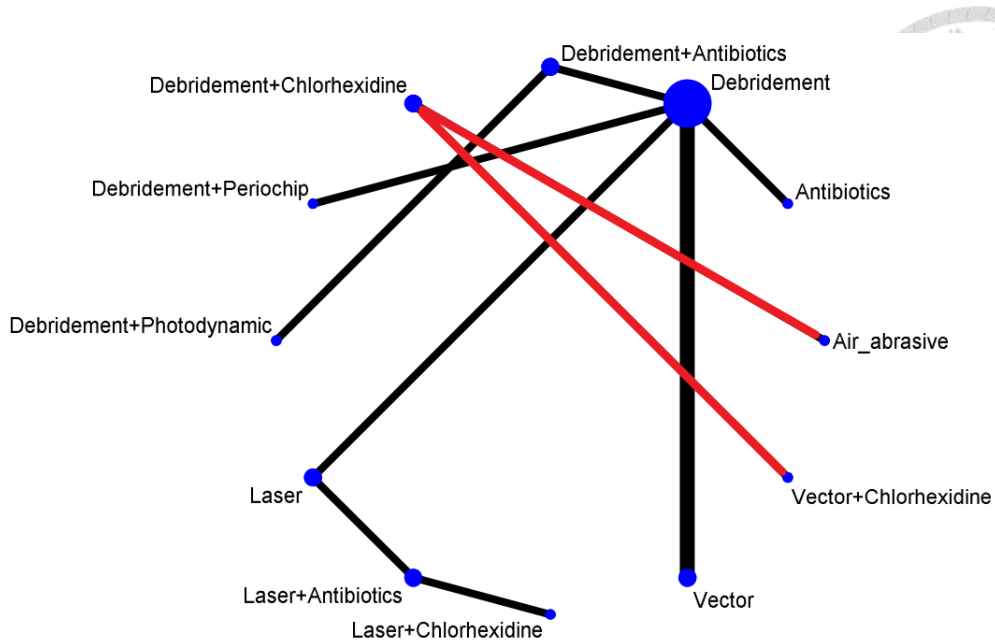 Debridement+Antibiotics
Debridement+Chlorhexidine
Debridement
Debridement+Periochip
Antibiotics
Debridement+Photodynamic
Air_abrasive
Laser
Vector+Chlorhexidine
Laser+Antibiotics
Vector
Laser+Chlorhexidine